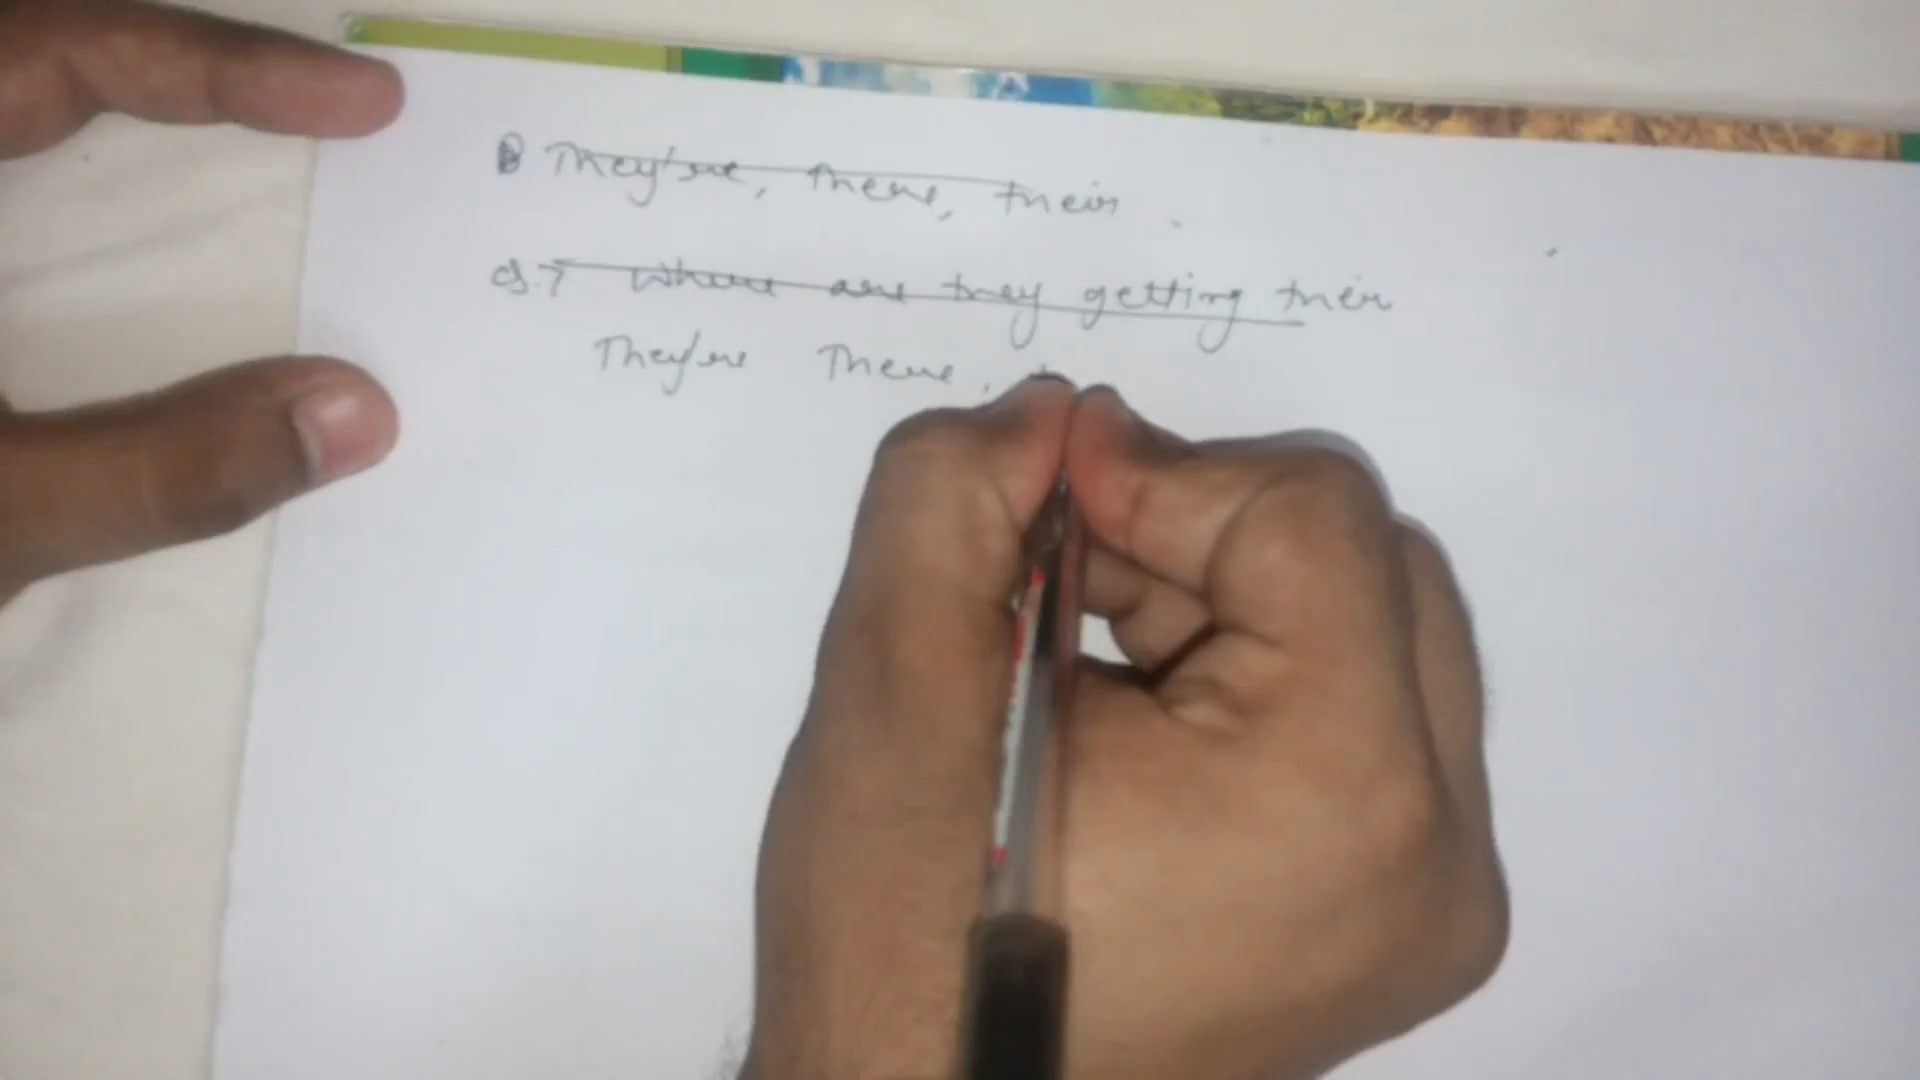 They're, there, their
Q.7 Where are they getting their
They're There,